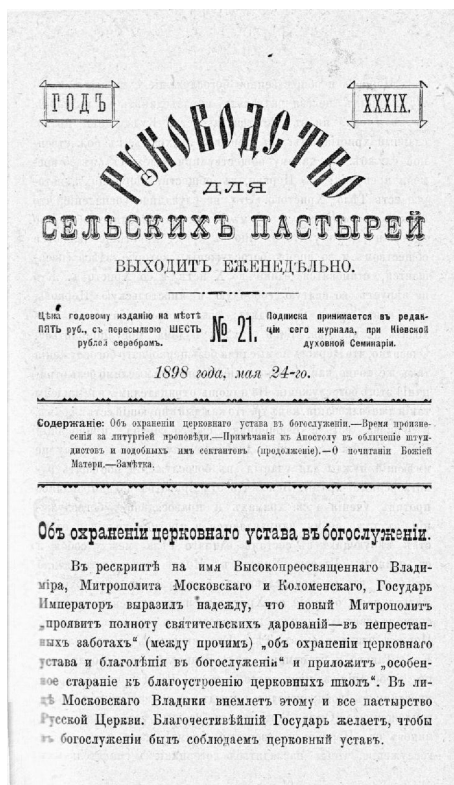 ГОДЪ
XXXIX.
РУКОВОДСТВО
ДЛЯ
СЕЛЬСКИХЪ ПАСТЫРЕЙ
ВЫХОДИТЪ ЕЖЕНЕДѢЛЬНО.
Цѣна годовому изданію на мѣстѣ
ПЯТЬ руб., съ пересылкою ШЕСТЬ
рублей серебромъ.
№ 21.
Подписка принимается въ редак-
ціи сего журнала, при Кіевской
духовной Семинаріи.
1898 года, мая 24-го.
Содержаніе: Объ охраненіи церковнаго устава въ богослуженіи.—Время произне-
сенія за литургіей проповѣди.—Примѣчанія къ Апостолу въ обличеніе штун-
дистовъ и подобныхъ имъ сектантовъ (продолженіе).—О почитаніи Божіей
Матери.—Замѣтка.
Объ охраненіи церковнаго устава въ богослуженіи.
Въ рескриптѣ на имя Высокопреосвященнаго Влади-
міра, Митрополита Московскаго и Коломенскаго, Государь
Императоръ выразилъ надежду, что новый Митрополитъ
„проявитъ полноту святительскихъ дарованій—въ непрестан-
ныхъ заботахъ“ (между прочимъ) „объ охраненіи церковнаго
устава и благолѣпія въ богослуженіи“ и приложитъ „особен-
ное стараніе къ благоустроенію церковныхъ школъ“. Въ ли-
цѣ Московскаго Владыки внемлетъ этому и все пастырство
Русской Церкви. Благочестивѣйшій Государь желаетъ, чтобы
въ богослуженіи былъ соблюдаемъ церковный уставъ.